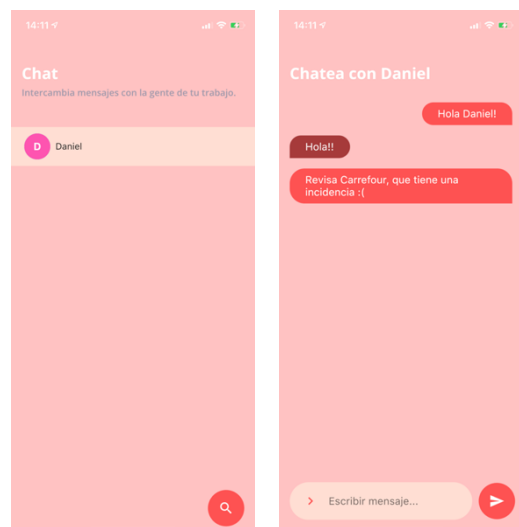 14:11
Chat
Intercambia mensajes con la gente de tu trabajo.
D
Daniel
14:11
Chatea con Daniel
Hola Daniel!
Hola!!
Revisa Carrefour, que tiene una
incidencia :(
Escribir mensaje...